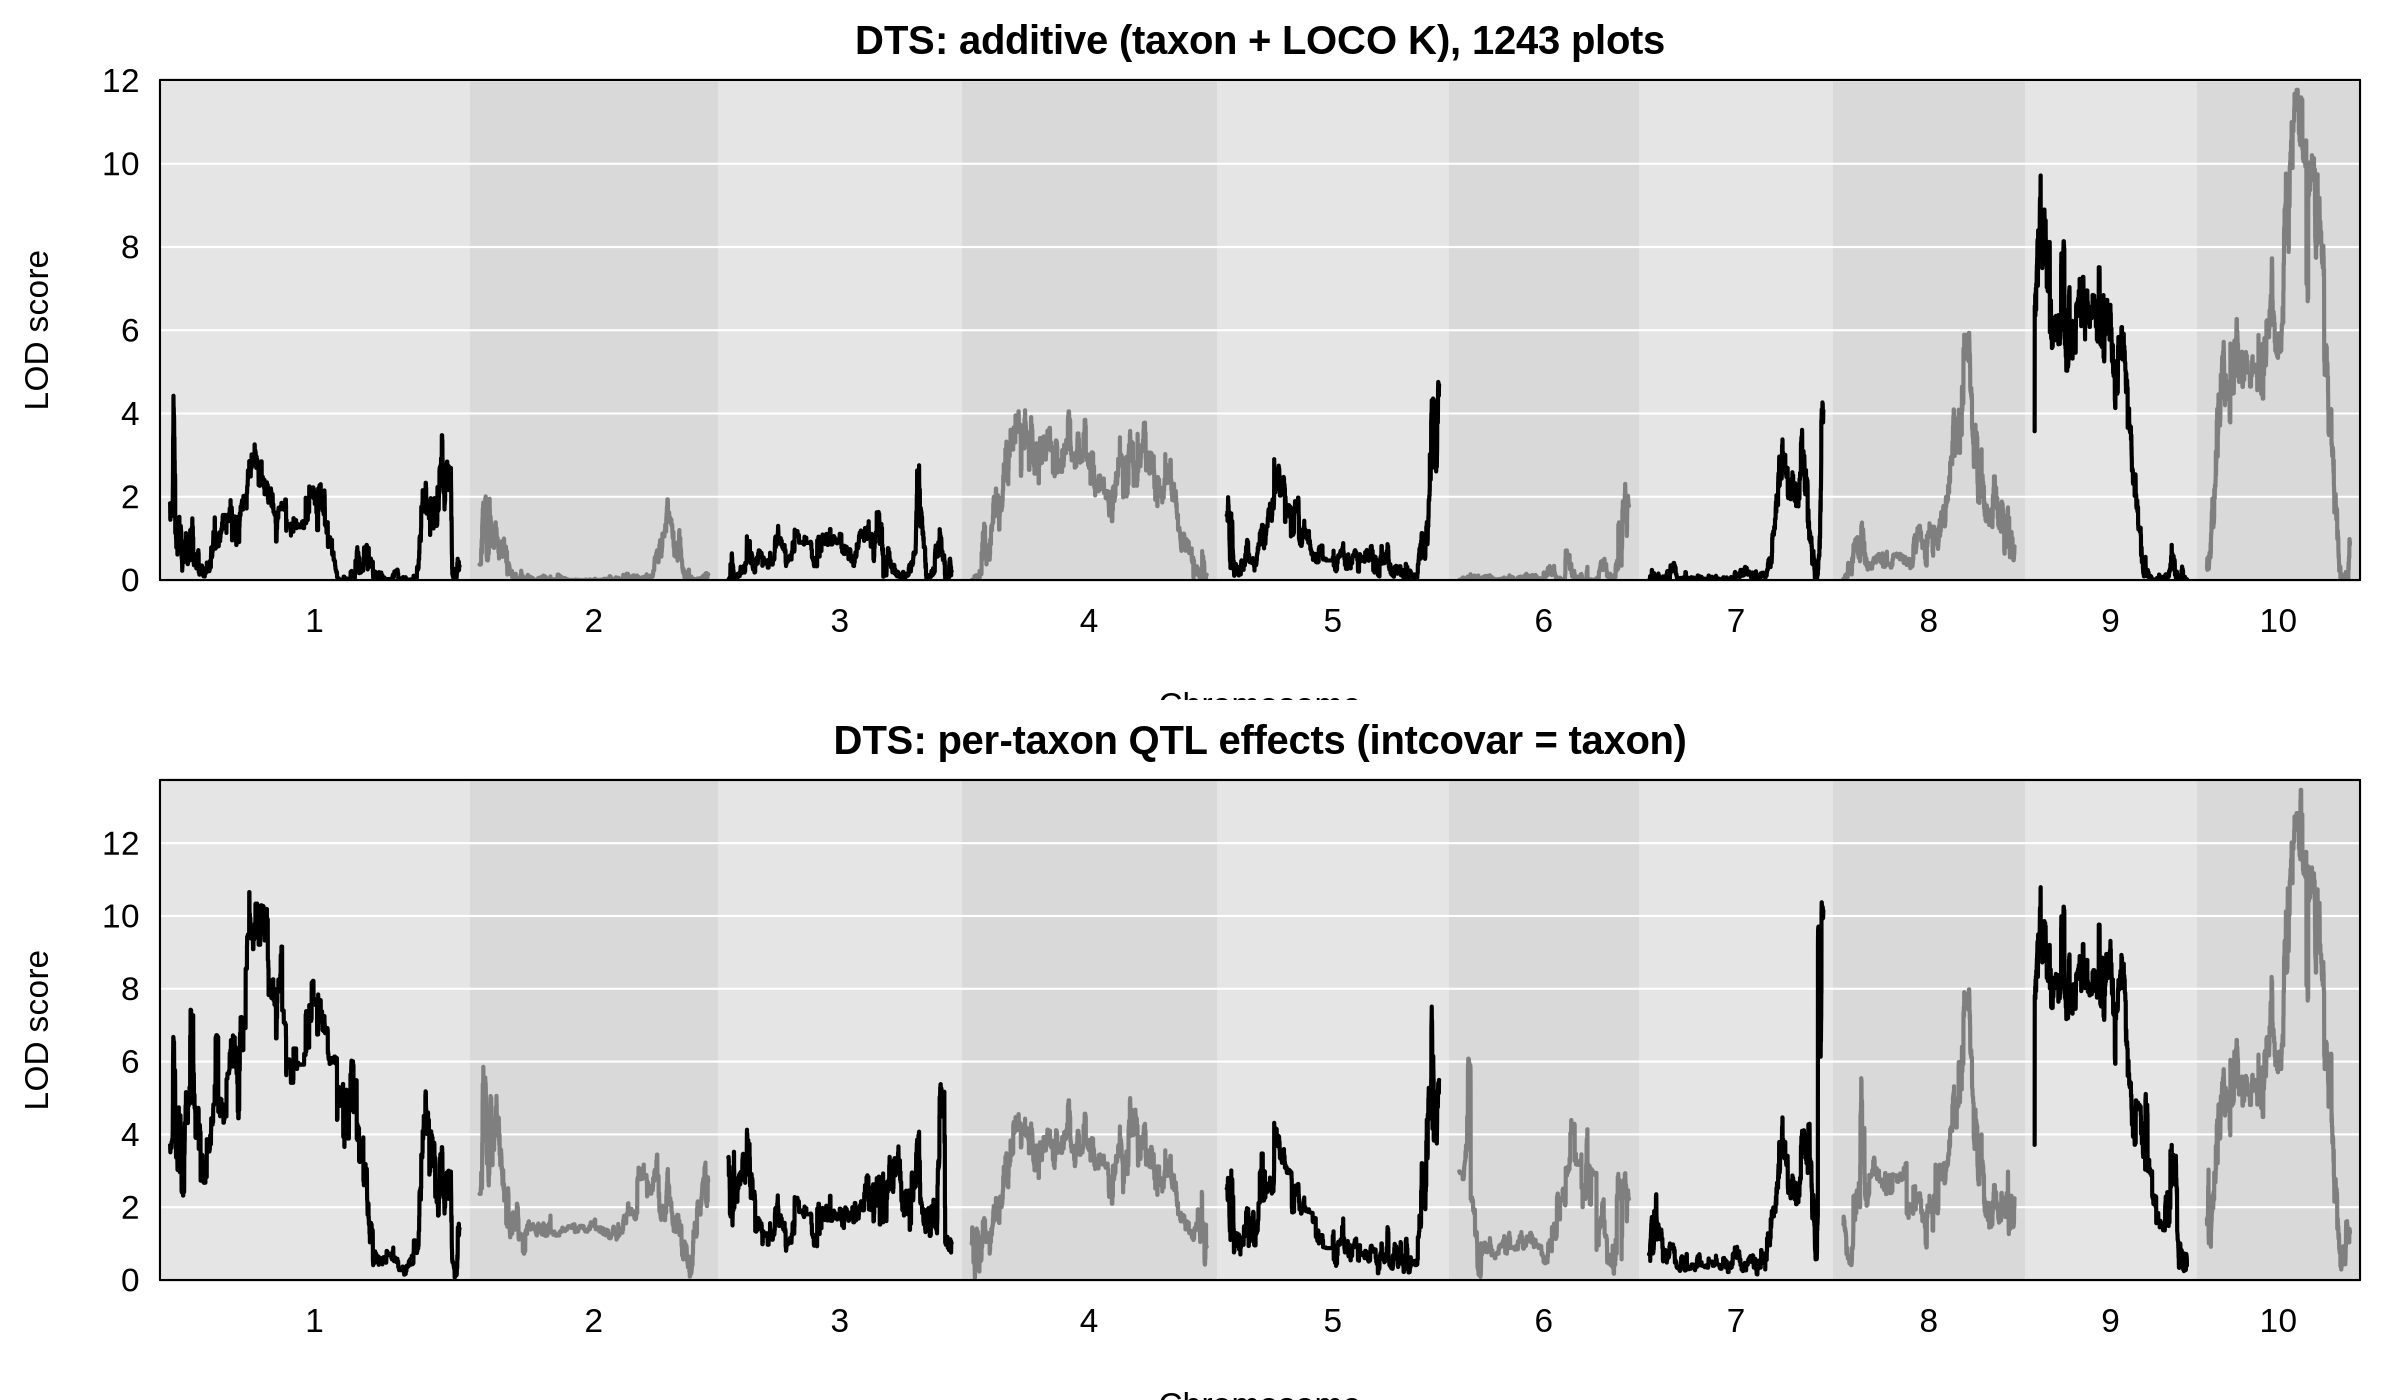 DTS: additive (taxon + LOCO K), 1243 plots
12
10
8
6
4
2
0
LOD score
1 2 3 4 5 6 7 8 9 10
Chromosome
DTS: per-taxon QTL effects (intcovar = taxon)
12
10
8
6
4
2
0
LOD score
1 2 3 4 5 6 7 8 9 10
Chromosome